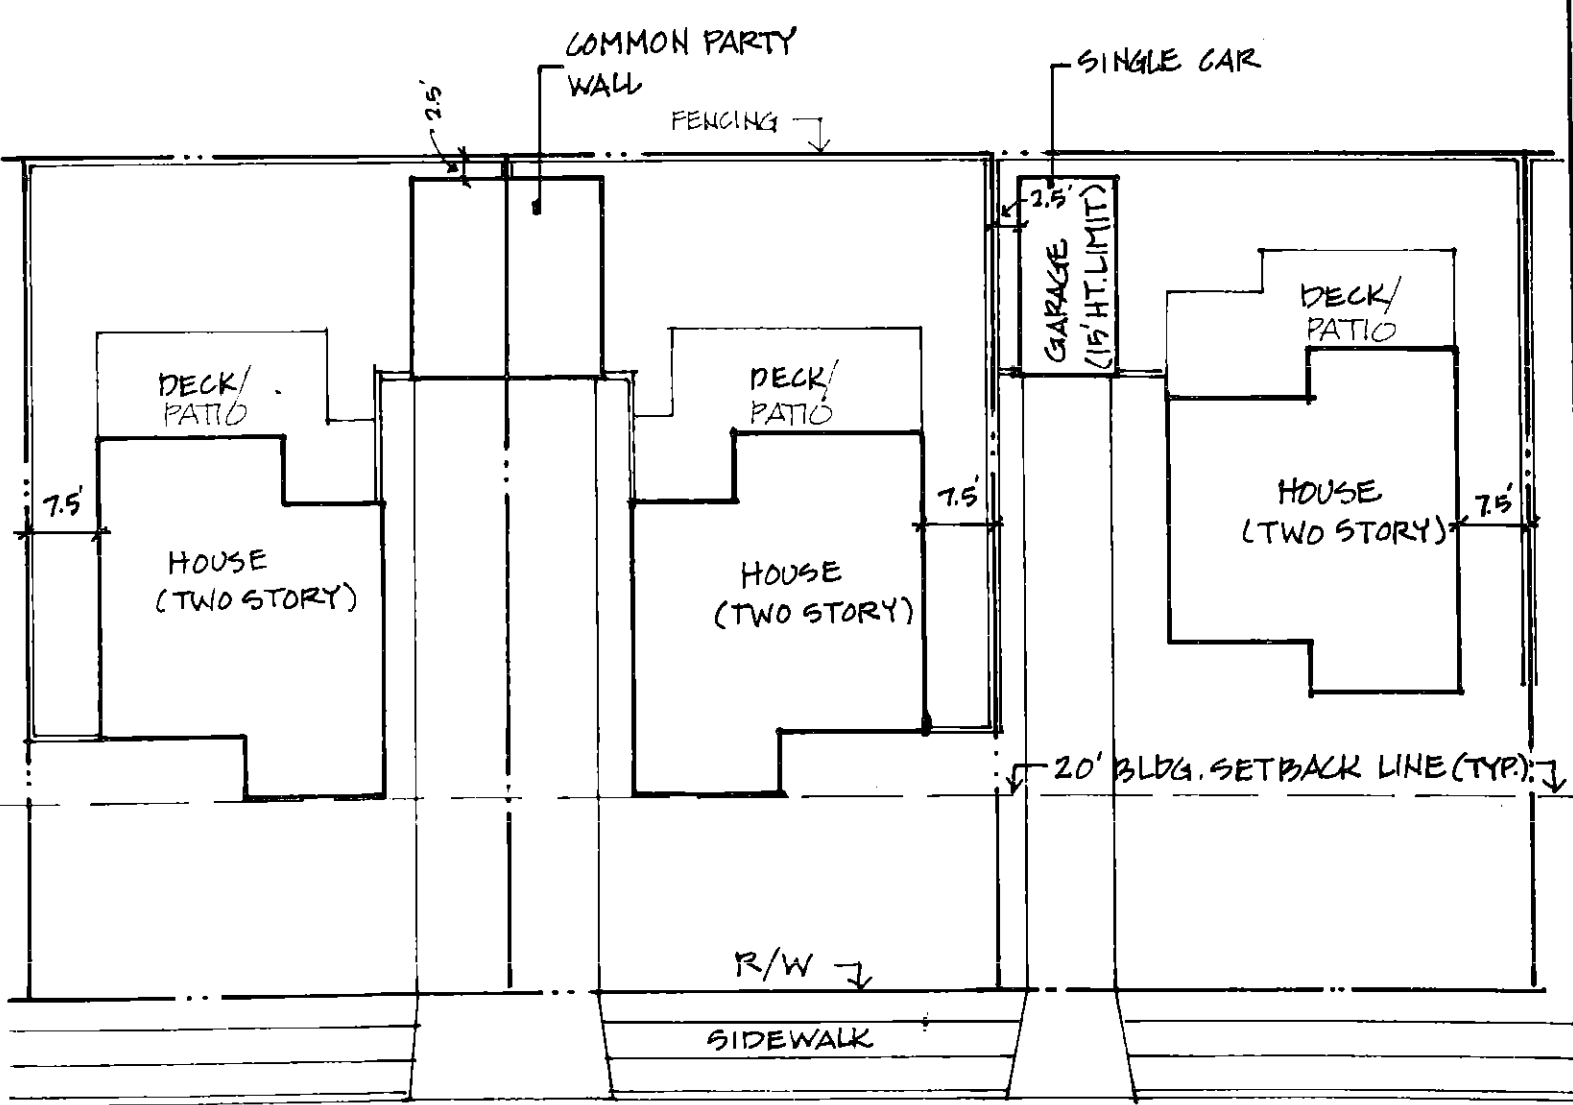 COMMON PARTY
WALL
SINGLE CAR
2.5'
FENCING
2.5'
GARAGE
(15' HT. LIMIT)
DECK/
PATIO
DECK/
PATIO
DECK/
PATIO
7.5'
HOUSE
(TWO STORY)
7.5'
HOUSE
(TWO STORY)
HOUSE
(TWO STORY)
7.5'
20' BLDG. SETBACK LINE (TYP.)
R/W
SIDEWALK